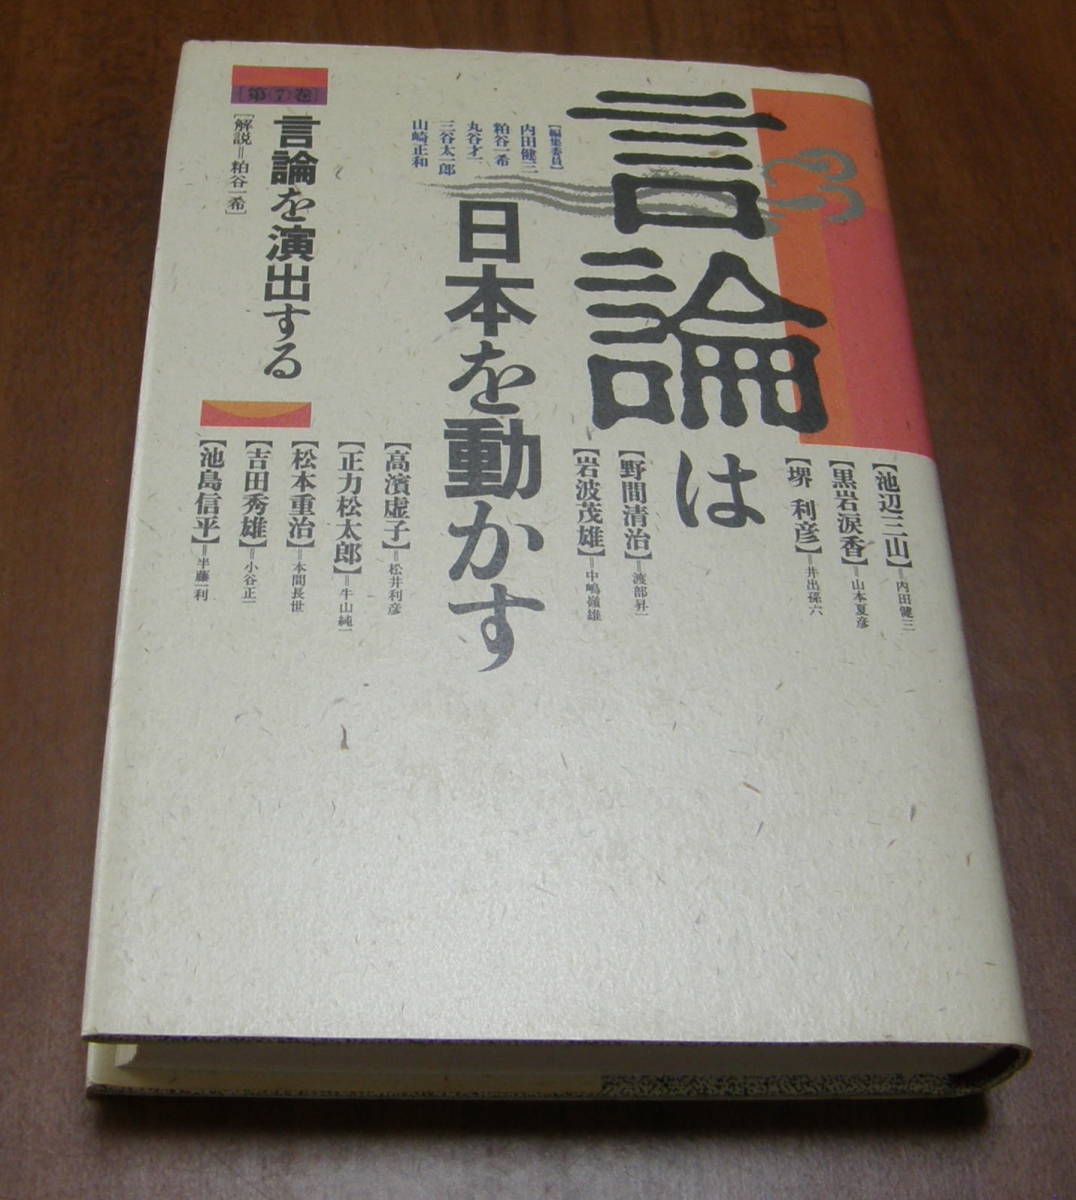 言論は
日本を動かす
[編集委員]
内田健三
粕谷一希
丸谷才一
三谷太一郎
山崎正和
[第(7)巻]
言論を演出する
[解説=粕谷一希]
【池辺三山】=内田健三
【黒岩涙香】=山本夏彦
【堺 利彦】=井出孫六
【野間清治】=渡部昇一
【岩波茂雄】=中嶋嶺雄
【高濱虚子】=松井利彦
【正力松太郎】=牛山純一
【松本重治】=本間長世
【吉田秀雄】=小谷正一
【池島信平】=半藤一利